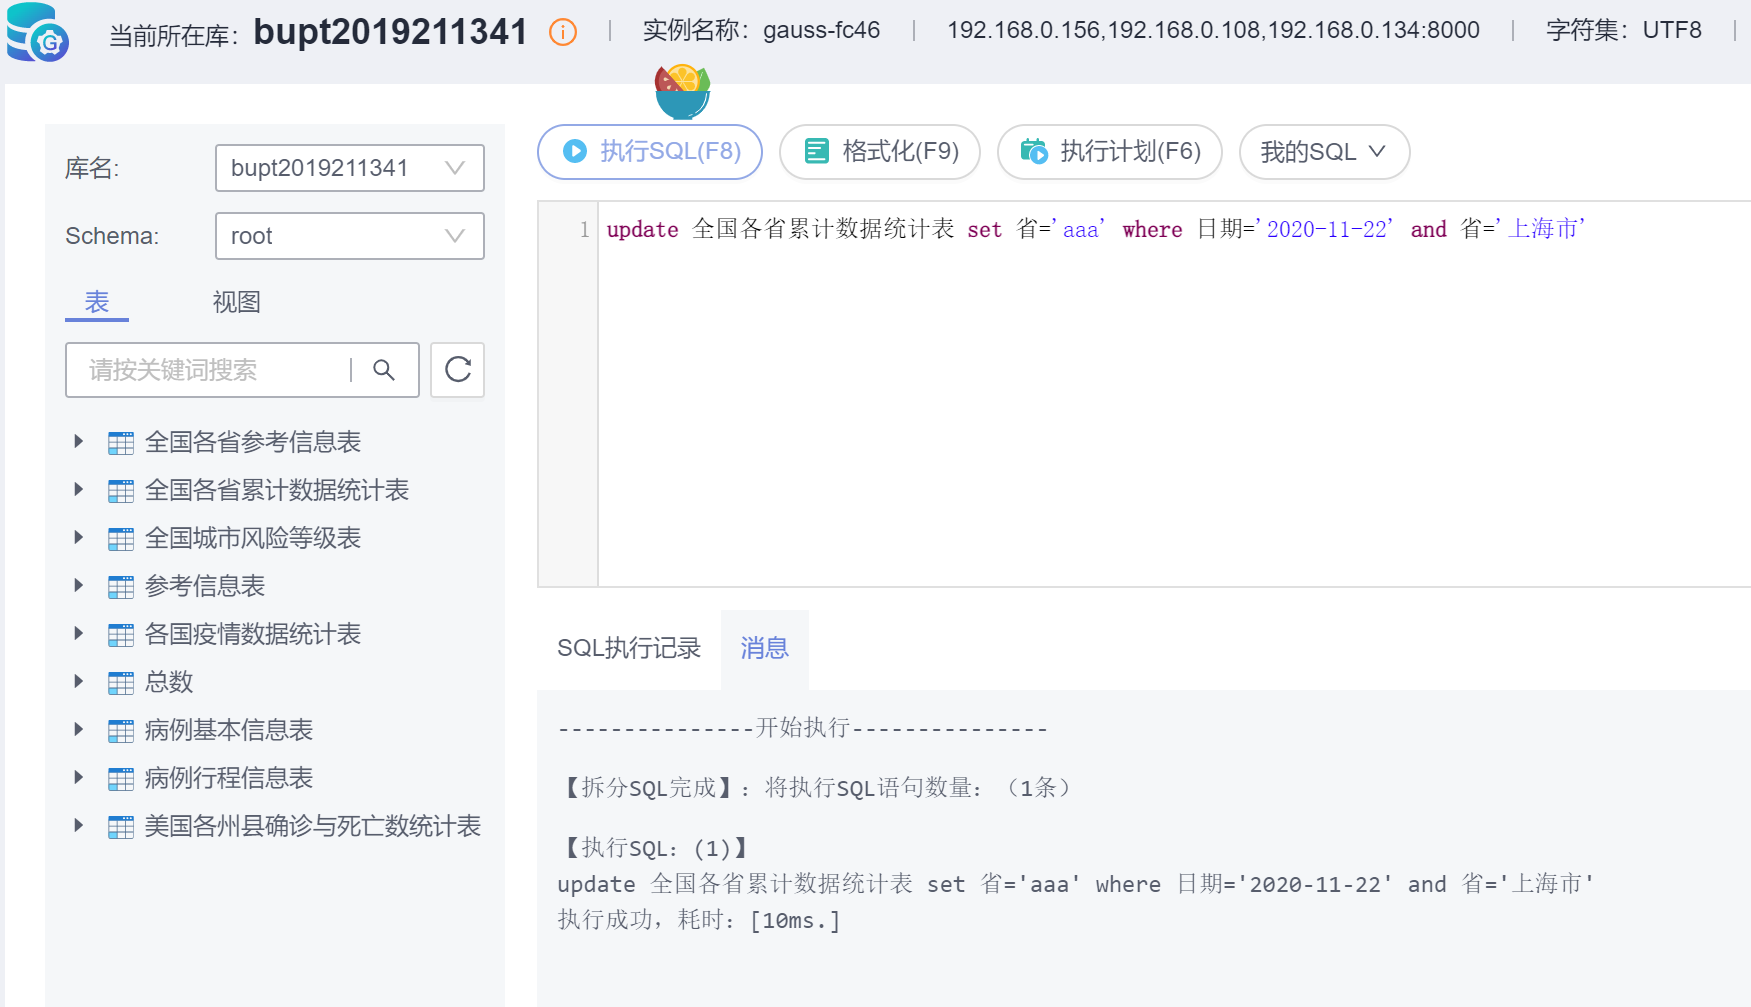 当前所在库: bupt2019211341
实例名称: gauss-fc46
192.168.0.156,192.168.0.108,192.168.0.134:8000
字符集: UTF8
库名:
bupt2019211341
Schema:
root
表 视图
请按关键词搜索
全国各省参考信息表
全国各省累计数据统计表
全国城市风险等级表
参考信息表
各国疫情数据统计表
总数
病例基本信息表
病例行程信息表
美国各州县确诊与死亡数统计表
执行SQL(F8) 格式化(F9) 执行计划(F6) 我的SQL
1 update 全国各省累计数据统计表 set 省='aaa' where 日期='2020-11-22' and 省='上海市'
SQL执行记录 消息
---------------开始执行---------------
【拆分SQL完成】：将执行SQL语句数量：（1条）
【执行SQL：(1)】
update 全国各省累计数据统计表 set 省='aaa' where 日期='2020-11-22' and 省='上海市'
执行成功，耗时：[10ms.]